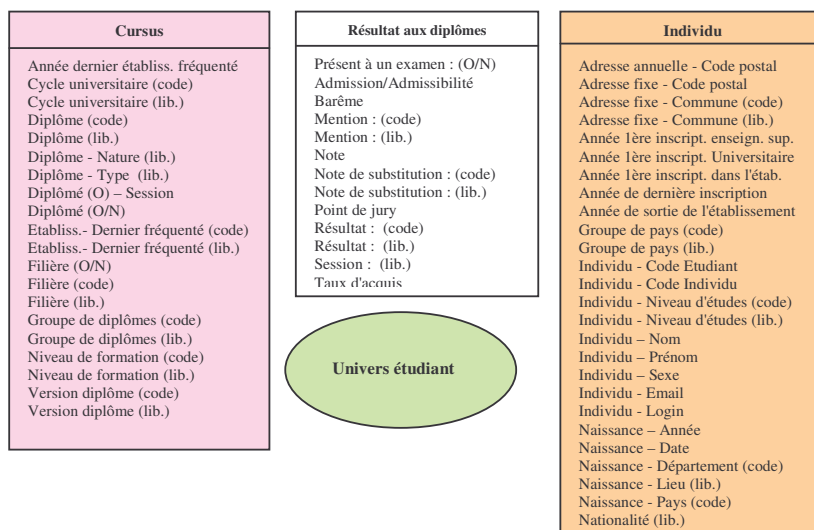 Cursus
Année dernier établiss. fréquenté
Cycle universitaire (code)
Cycle universitaire (lib.)
Diplôme (code)
Diplôme (lib.)
Diplôme - Nature (lib.)
Diplôme - Type (lib.)
Diplômé (O) – Session
Diplômé (O/N)
Etabliss.- Dernier fréquenté (code)
Etabliss.- Dernier fréquenté (lib.)
Filière (O/N)
Filière (code)
Filière (lib.)
Groupe de diplômes (code)
Groupe de diplômes (lib.)
Niveau de formation (code)
Niveau de formation (lib.)
Version diplôme (code)
Version diplôme (lib.)
Résultat aux diplômes
Présent à un examen : (O/N)
Admission/Admissibilité
Barême
Mention : (code)
Mention : (lib.)
Note
Note de substitution : (code)
Note de substitution : (lib.)
Point de jury
Résultat : (code)
Résultat : (lib.)
Session : (lib.)
Taux d'acquis
Univers étudiant
Individu
Adresse annuelle - Code postal
Adresse fixe - Code postal
Adresse fixe - Commune (code)
Adresse fixe - Commune (lib.)
Année 1ère inscript. enseign. sup.
Année 1ère inscript. Universitaire
Année 1ère inscript. dans l'étab.
Année de dernière inscription
Année de sortie de l'établissement
Groupe de pays (code)
Groupe de pays (lib.)
Individu - Code Etudiant
Individu - Code Individu
Individu - Niveau d'études (code)
Individu - Niveau d'études (lib.)
Individu – Nom
Individu – Prénom
Individu – Sexe
Individu - Email
Individu - Login
Naissance – Année
Naissance – Date
Naissance - Département (code)
Naissance - Lieu (lib.)
Naissance - Pays (code)
Nationalité (lib.)